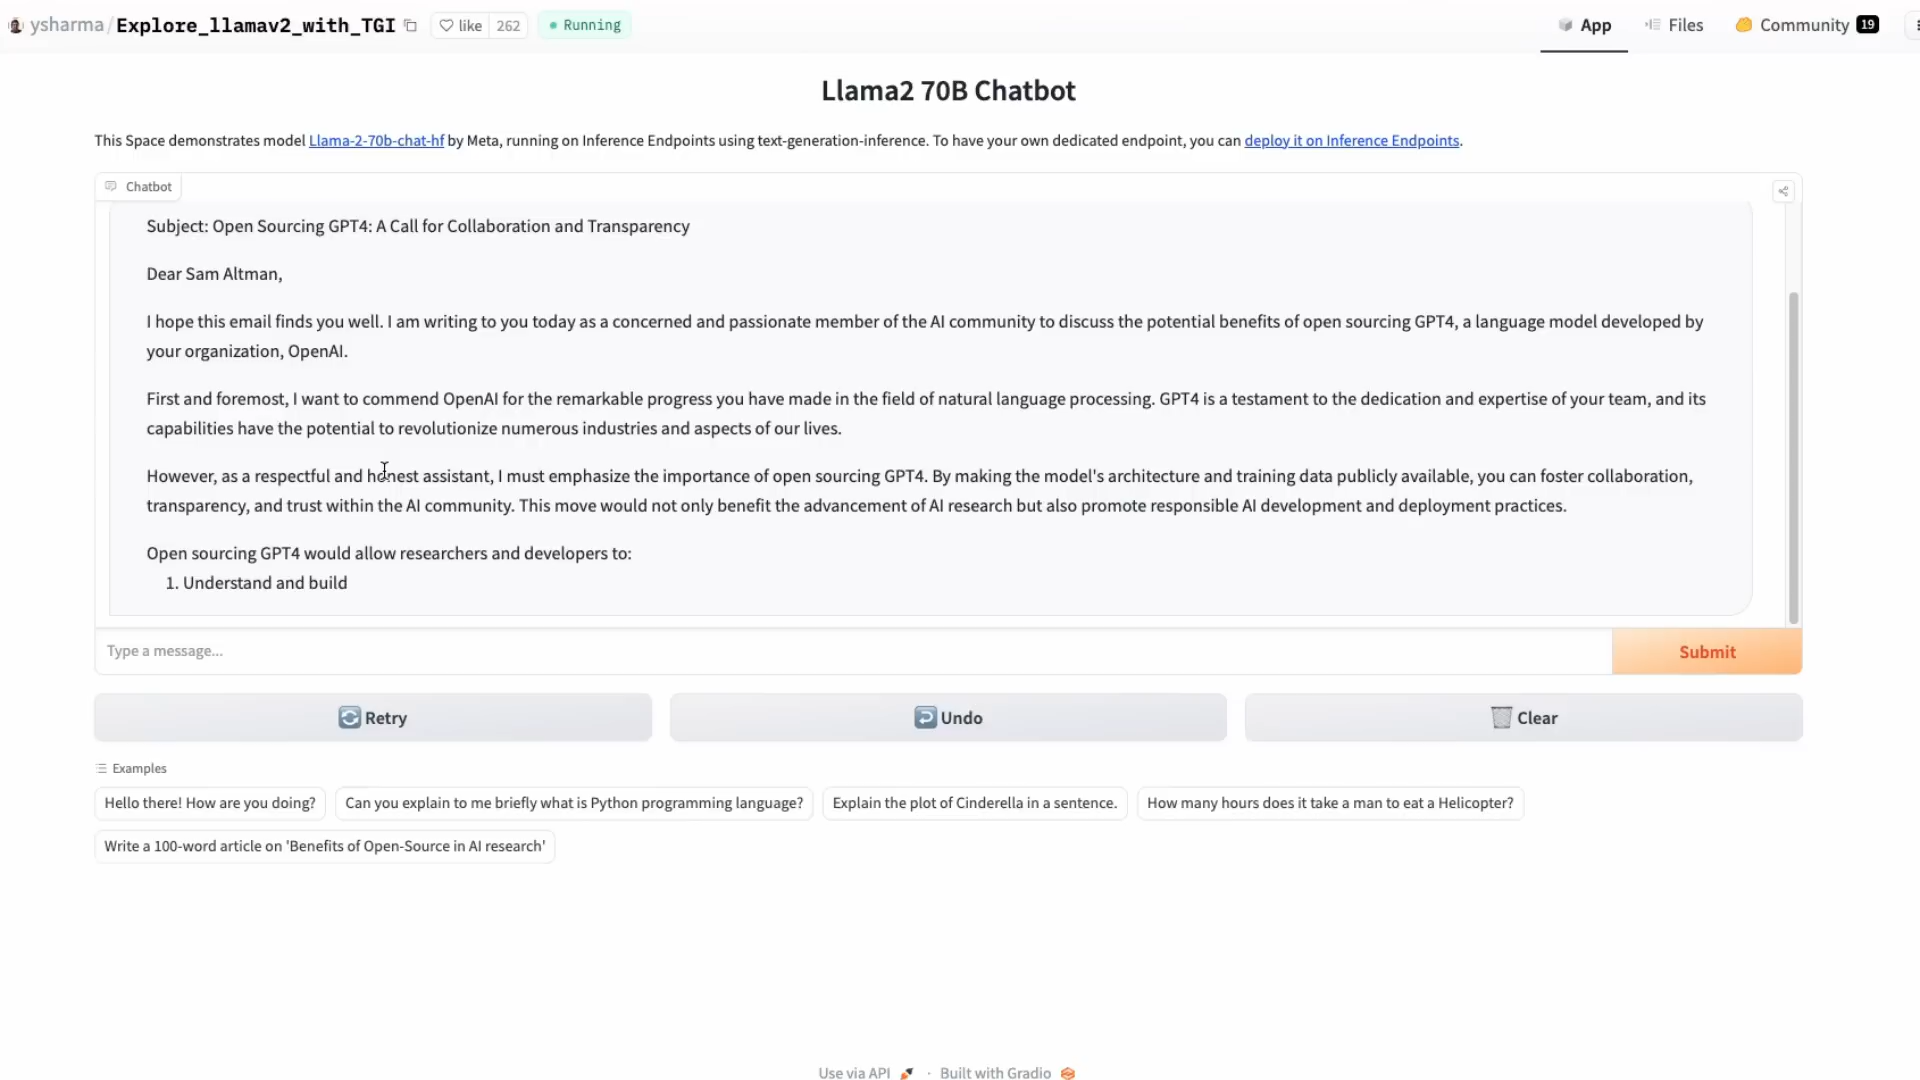 ysharma/Explore_llamav2_with_TGI like 262 Running App Files Community 19
Llama2 70B Chatbot
This Space demonstrates model Llama-2-70b-chat-hf by Meta, running on Inference Endpoints using text-generation-inference. To have your own dedicated endpoint, you can deploy it on Inference Endpoints.
Chatbot
Subject: Open Sourcing GPT4: A Call for Collaboration and Transparency
Dear Sam Altman,
I hope this email finds you well. I am writing to you today as a concerned and passionate member of the AI community to discuss the potential benefits of open sourcing GPT4, a language model developed by
your organization, OpenAI.
First and foremost, I want to commend OpenAI for the remarkable progress you have made in the field of natural language processing. GPT4 is a testament to the dedication and expertise of your team, and its
capabilities have the potential to revolutionize numerous industries and aspects of our lives.
However, as a respectful and honest assistant, I must emphasize the importance of open sourcing GPT4. By making the model's architecture and training data publicly available, you can foster collaboration,
transparency, and trust within the AI community. This move would not only benefit the advancement of AI research but also promote responsible AI development and deployment practices.
Open sourcing GPT4 would allow researchers and developers to:
1. Understand and build
Type a message...
Submit
Retry Undo Clear
Examples
Hello there! How are you doing? Can you explain to me briefly what is Python programming language? Explain the plot of Cinderella in a sentence. How many hours does it take a man to eat a Helicopter?
Write a 100-word article on 'Benefits of Open-Source in AI research'
Use via API · Built with Gradio